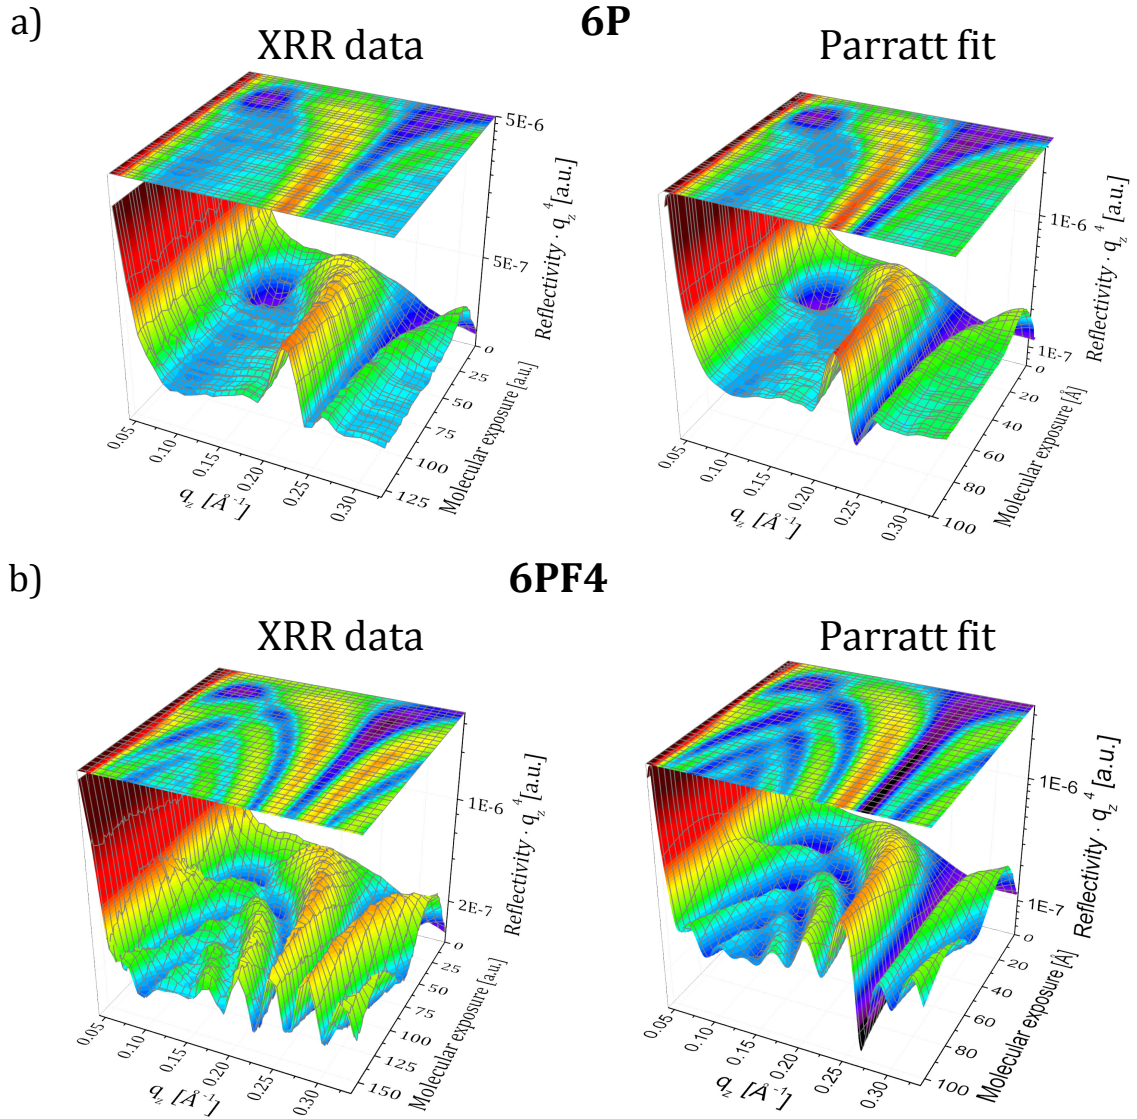 a)
6P
XRR data
Parratt fit
5E-6
5E-7
Reflectivity · q_z^4 [a.u.]
0
25
50
75
100
125
Molecular exposure [a.u.]
0.05
0.10
0.15
0.20
0.25
0.30
q_z [Å^-1]
1E-6
1E-7
Reflectivity · q_z^4 [a.u.]
0
20
40
60
80
100
Molecular exposure [Å]
0.05
0.10
0.15
0.20
0.25
0.30
q_z [Å^-1]
b)
6PF4
XRR data
Parratt fit
1E-6
2E-7
Reflectivity · q_z^4 [a.u.]
0
25
50
75
100
125
150
Molecular exposure [a.u.]
0.05
0.10
0.15
0.20
0.25
0.30
q_z [Å^-1]
1E-6
1E-7
Reflectivity · q_z^4 [a.u.]
0
20
40
60
80
100
Molecular exposure [Å]
0.05
0.10
0.15
0.20
0.25
0.30
q_z [Å^-1]